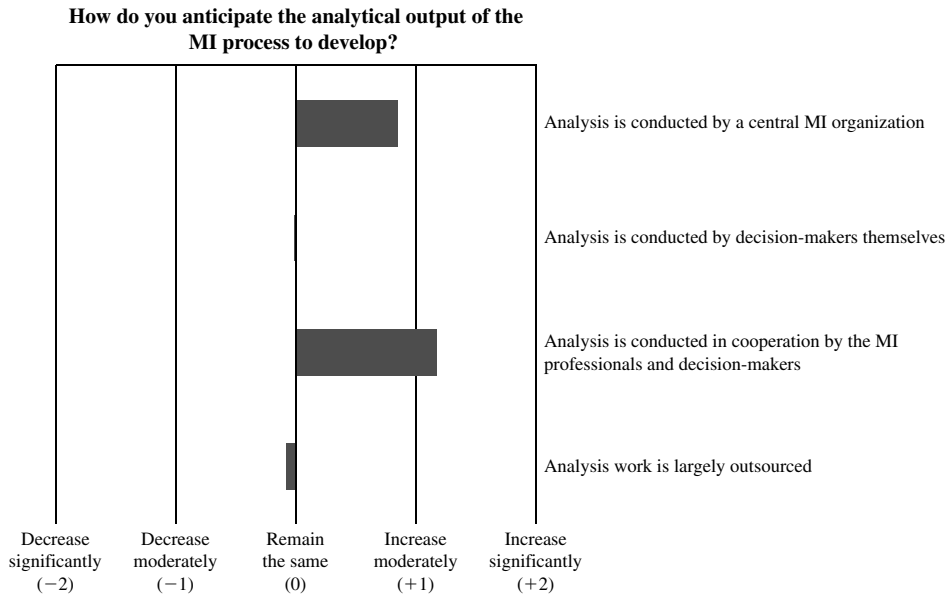 How do you anticipate the analytical output of the
MI process to develop?
Analysis is conducted by a central MI organization
Analysis is conducted by decision-makers themselves
Analysis is conducted in cooperation by the MI
professionals and decision-makers
Analysis work is largely outsourced
Decrease
significantly
(−2)
Decrease
moderately
(−1)
Remain
the same
(0)
Increase
moderately
(+1)
Increase
significantly
(+2)